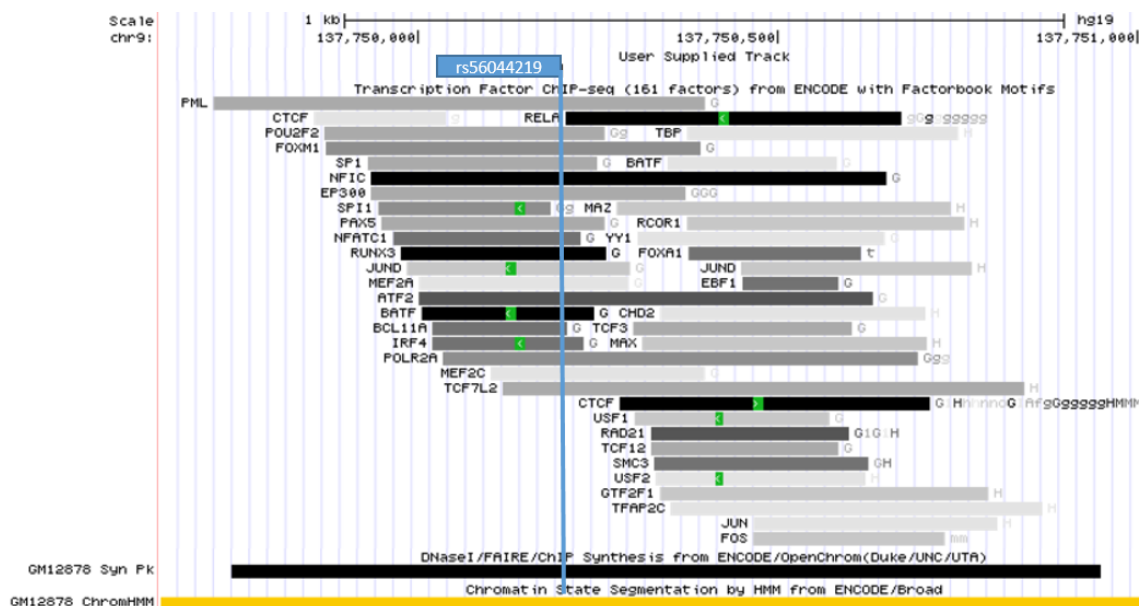 Scale 1 kb hg19
chr9: 137,750,000 137,750,500 137,751,000
User Supplied Track
rs56044219
Transcription Factor ChIP-seq (161 factors) from ENCODE with Factorbook Motifs
PML G
CTCF g RELA gGgggggggg
POU2F2 Gg TBP H
FOXM1 G
SP1 G BATF G
NFIC G
EP300 GGG
SPI1 Gg MAZ H
PAX5 G RCOR1 H
NFATC1 G YY1 G
RUNX3 G FOXA1 t
JUND G JUND H
MEF2A G EBF1 G
ATF2 G
BATF G CHD2 H
BCL11A G TCF3 G
IRF4 G MAX H
POLR2A Ggg
MEF2C G
TCF7L2 H
CTCF
USF1 G
RAD21 G1G1H
TCF12 G
SMC3 GH
USF2 H
GTF2F1 H
TFAP2C H
JUN H
FOS mm
DNaseI/FAIRE/ChIP Synthesis from ENCODE/OpenChrom(Duke/UNC/UTA)
GM12878 Syn Pk
Chromatin State Segmentation by HMM from ENCODE/Broad
GM12878 ChromHMM